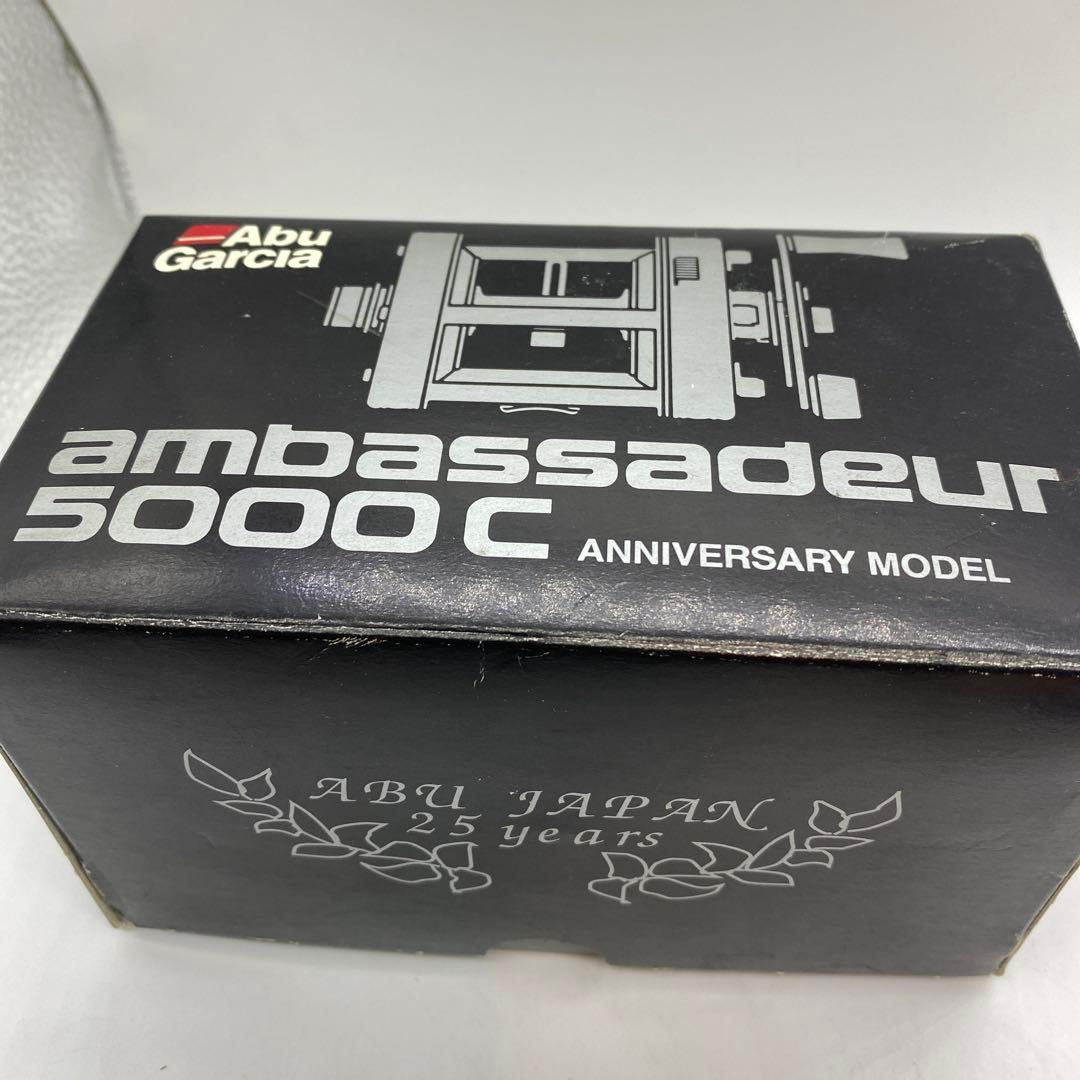 Abu
Garcia
ambassadeur
5000 C ANNIVERSARY MODEL
ABU JAPAN
25 years